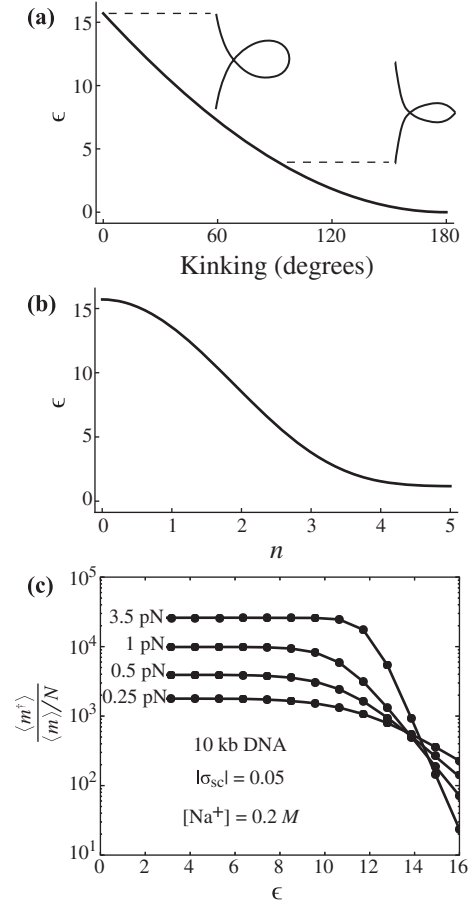 (a)
15
10
5
0
ϵ
0 60 120 180
Kinking (degrees)
(b)
15
10
5
0
ϵ
0 1 2 3 4 5
n
(c)
10⁵
10⁴
10³
10²
10¹
⟨m†⟩
⟨m⟩/N
3.5 pN
1 pN
0.5 pN
0.25 pN
10 kb DNA
|σsc| = 0.05
[Na⁺] = 0.2 M
0 2 4 6 8 10 12 14 16
ϵ